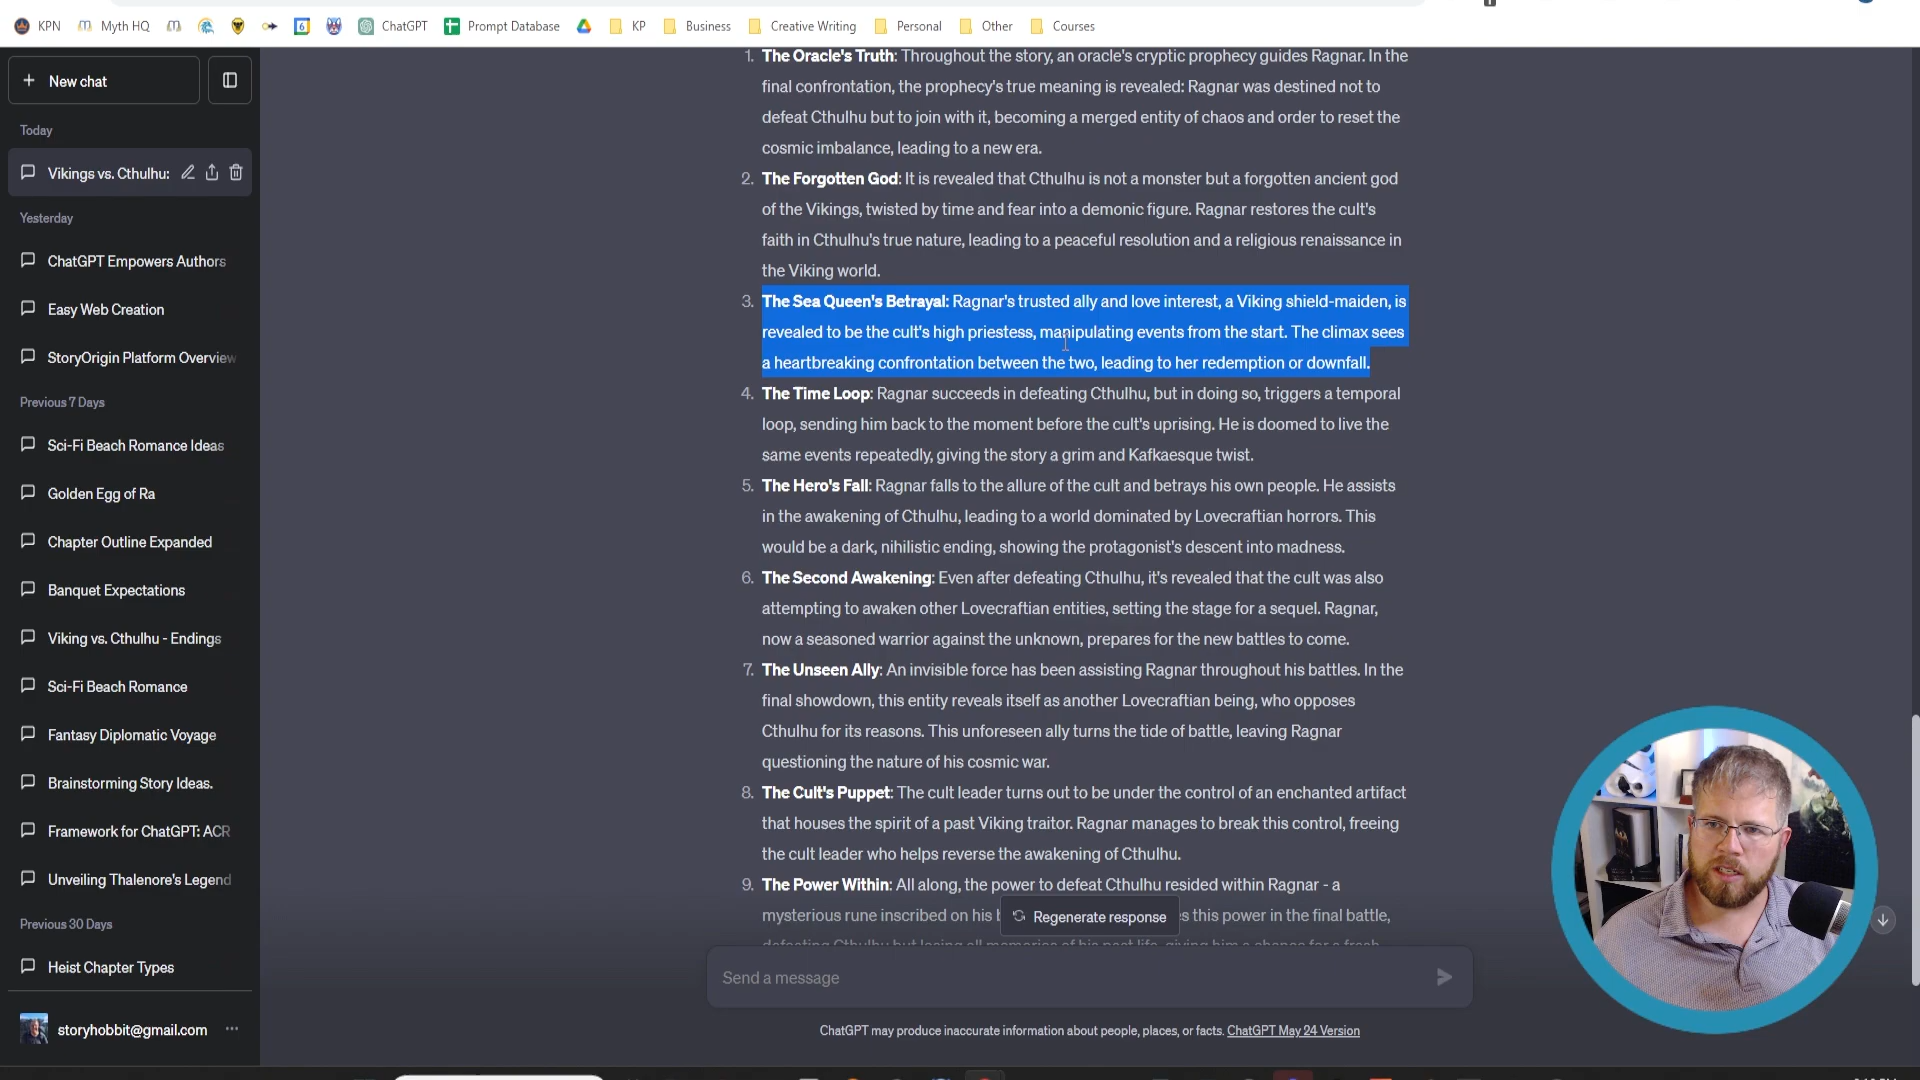 KPN
Myth HQ
ChatGPT
Prompt Database
KP
Business
Creative Writing
Personal
Other
Courses
New chat
Today
Vikings vs. Cthulhu:
Yesterday
ChatGPT Empowers Authors
Easy Web Creation
StoryOrigin Platform Overview
Previous 7 Days
Sci-Fi Beach Romance Ideas
Golden Egg of Ra
Chapter Outline Expanded
Banquet Expectations
Viking vs. Cthulhu - Endings
Sci-Fi Beach Romance
Fantasy Diplomatic Voyage
Brainstorming Story Ideas.
Framework for ChatGPT: ACR
Unveiling Thalenore's Legend
Previous 30 Days
Heist Chapter Types
storyhobbit@gmail.com
1. The Oracle's Truth: Throughout the story, an oracle's cryptic prophecy guides Ragnar. In the
final confrontation, the prophecy's true meaning is revealed: Ragnar was destined not to
defeat Cthulhu but to join with it, becoming a merged entity of chaos and order to reset the
cosmic imbalance, leading to a new era.
2. The Forgotten God: It is revealed that Cthulhu is not a monster but a forgotten ancient god
of the Vikings, twisted by time and fear into a demonic figure. Ragnar restores the cult's
faith in Cthulhu's true nature, leading to a peaceful resolution and a religious renaissance in
the Viking world.
3. The Sea Queen's Betrayal: Ragnar's trusted ally and love interest, a Viking shield-maiden, is
revealed to be the cult's high priestess, manipulating events from the start. The climax sees
a heartbreaking confrontation between the two, leading to her redemption or downfall.
4. The Time Loop: Ragnar succeeds in defeating Cthulhu, but in doing so, triggers a temporal
loop, sending him back to the moment before the cult's uprising. He is doomed to live the
same events repeatedly, giving the story a grim and Kafkaesque twist.
5. The Hero's Fall: Ragnar falls to the allure of the cult and betrays his own people. He assists
in the awakening of Cthulhu, leading to a world dominated by Lovecraftian horrors. This
would be a dark, nihilistic ending, showing the protagonist's descent into madness.
6. The Second Awakening: Even after defeating Cthulhu, it's revealed that the cult was also
attempting to awaken other Lovecraftian entities, setting the stage for a sequel. Ragnar,
now a seasoned warrior against the unknown, prepares for the new battles to come.
7. The Unseen Ally: An invisible force has been assisting Ragnar throughout his battles. In the
final showdown, this entity reveals itself as another Lovecraftian being, who opposes
Cthulhu for its reasons. This unforeseen ally turns the tide of battle, leaving Ragnar
questioning the nature of his cosmic war.
8. The Cult's Puppet: The cult leader turns out to be under the control of an enchanted artifact
that houses the spirit of a past Viking traitor. Ragnar manages to break this control, freeing
the cult leader who helps reverse the awakening of Cthulhu.
9. The Power Within: All along, the power to defeat Cthulhu resided within Ragnar - a
mysterious rune inscribed on his
Regenerate response
this power in the final battle,
defeating Cthulhu but losing all memories of his past life, giving him a chance for a fresh
Send a message
ChatGPT may produce inaccurate information about people, places, or facts. ChatGPT May 24 Version